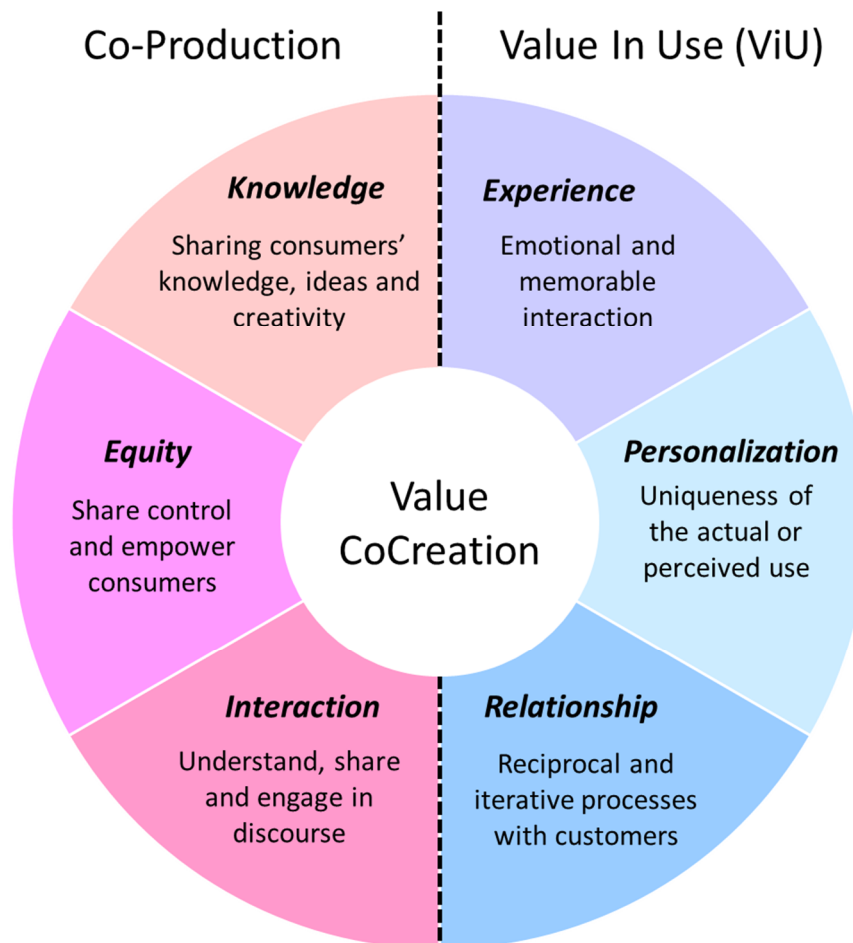 Co-Production
Value In Use (ViU)
Knowledge
Sharing consumers’
knowledge, ideas and
creativity
Experience
Emotional and
memorable
interaction
Equity
Share control
and empower
consumers
Value
CoCreation
Personalization
Uniqueness of
the actual or
perceived use
Interaction
Understand, share
and engage in
discourse
Relationship
Reciprocal and
iterative processes
with customers